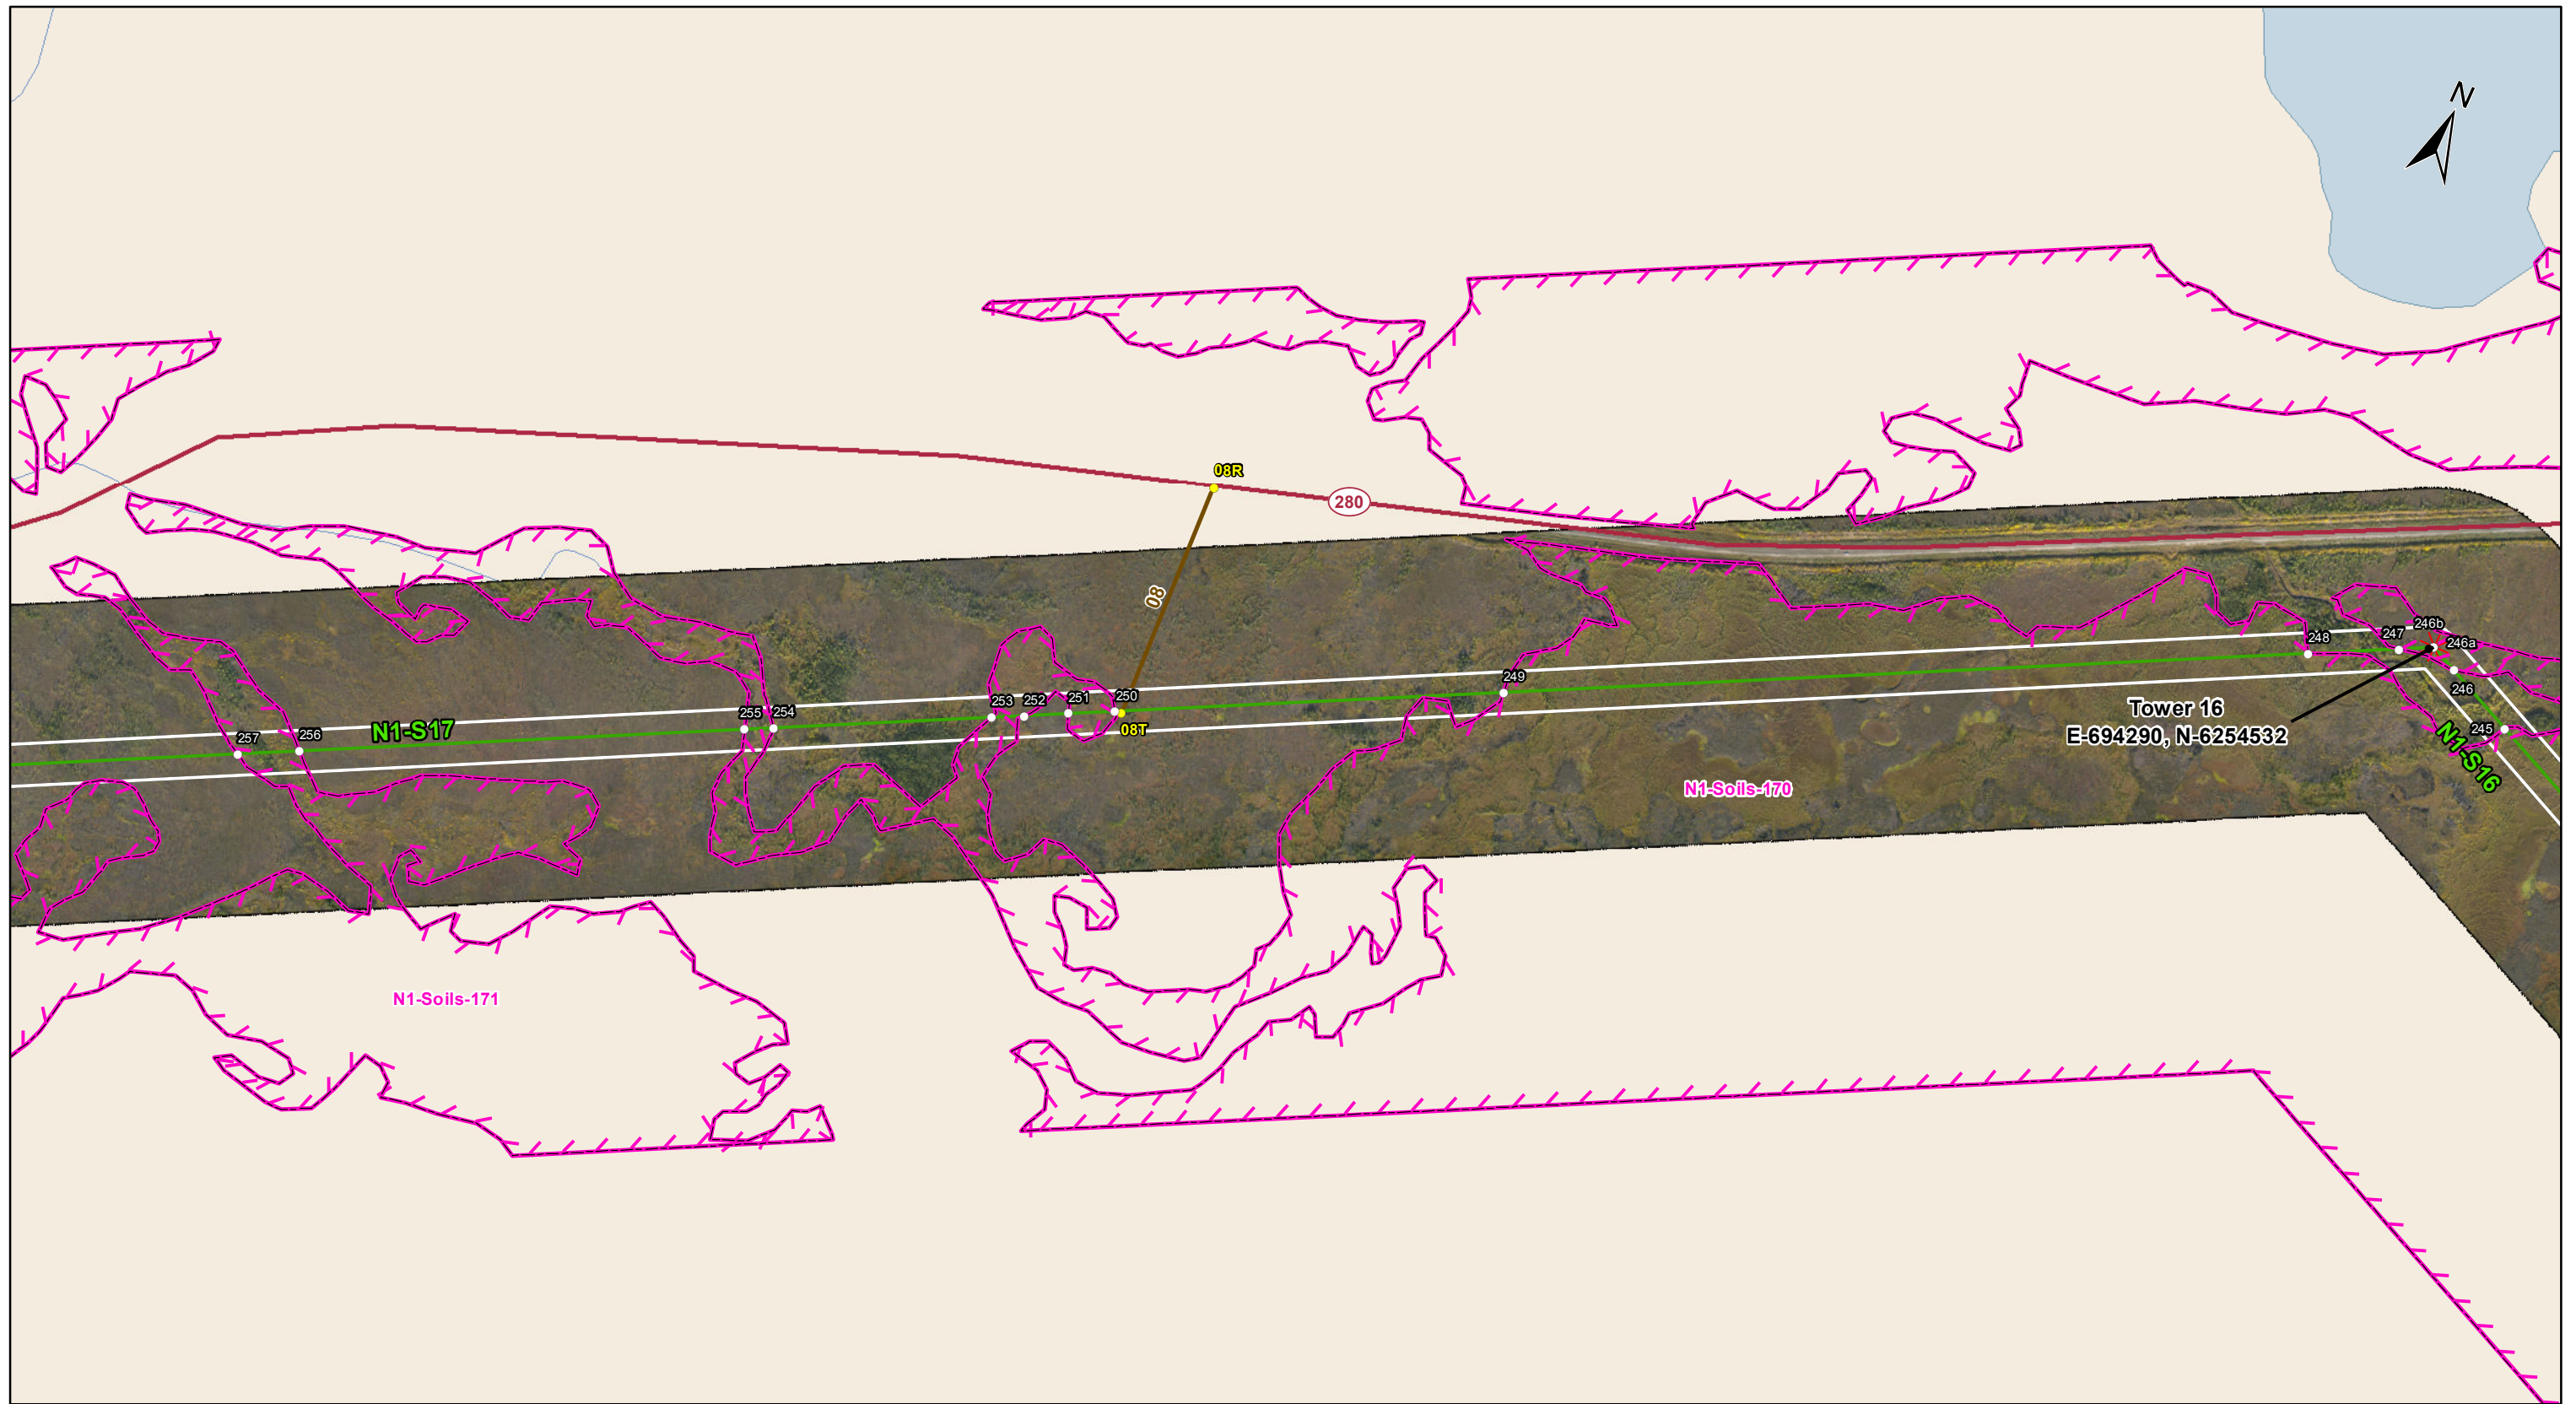 N
08R
280
08
246b
247
248
246a
249
246
250
251
252
253
254
255
256
257
08T
245
N1-S17
N1-S16
Tower 16
E-694290, N-6254532
N1-Soils-170
N1-Soils-171